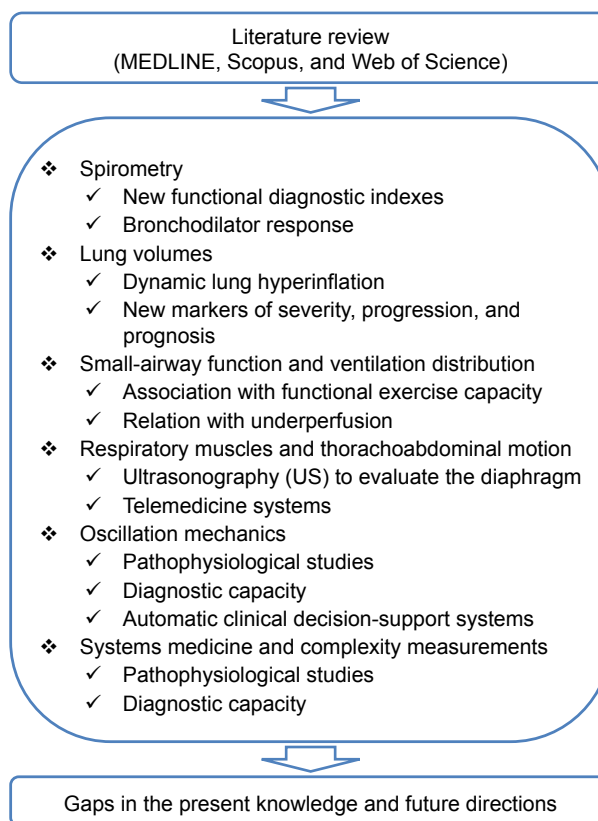 Literature review
(MEDLINE, Scopus, and Web of Science)
❖ Spirometry
✓ New functional diagnostic indexes
✓ Bronchodilator response
❖ Lung volumes
✓ Dynamic lung hyperinflation
✓ New markers of severity, progression, and
prognosis
❖ Small-airway function and ventilation distribution
✓ Association with functional exercise capacity
✓ Relation with underperfusion
❖ Respiratory muscles and thorachoabdominal motion
✓ Ultrasonography (US) to evaluate the diaphragm
✓ Telemedicine systems
❖ Oscillation mechanics
✓ Pathophysiological studies
✓ Diagnostic capacity
✓ Automatic clinical decision-support systems
❖ Systems medicine and complexity measurements
✓ Pathophysiological studies
✓ Diagnostic capacity
Gaps in the present knowledge and future directions